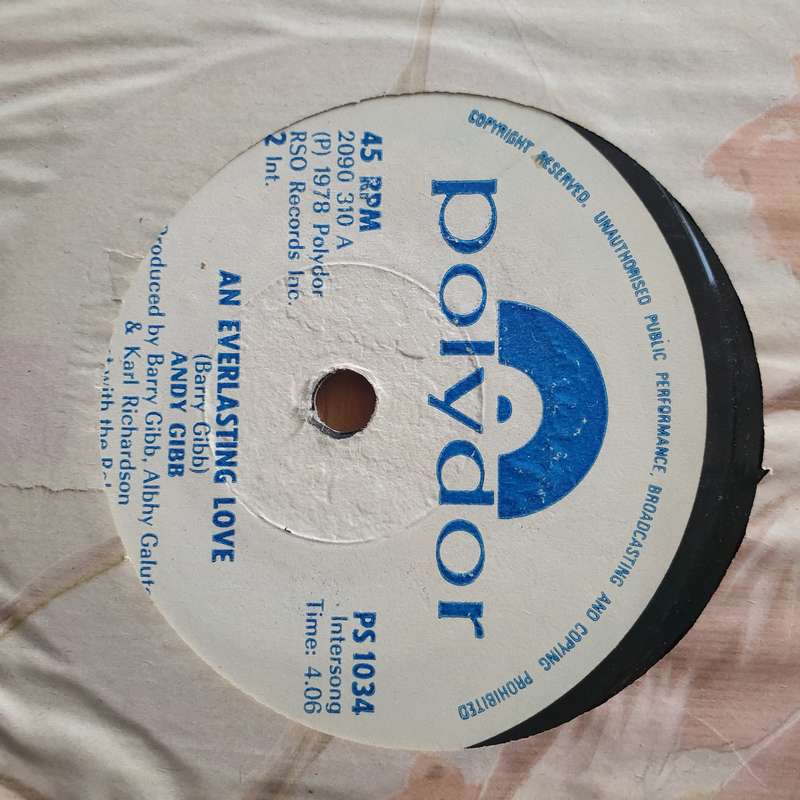 COPYRIGHT RESERVED. UNAUTHORISED PUBLIC PERFORMANCE, BROADCASTING AND COPYING PROHIBITED
polydor
45 RPM
2090 310 A
(P) 1978 Polydor
RSO Records Inc.
2 Int.
PS 1034
Intersong
Time: 4.06
AN EVERLASTING LOVE
(Barry Gibb)
ANDY GIBB
Produced by Barry Gibb, Albhy Galut
& Karl Richardson
with the